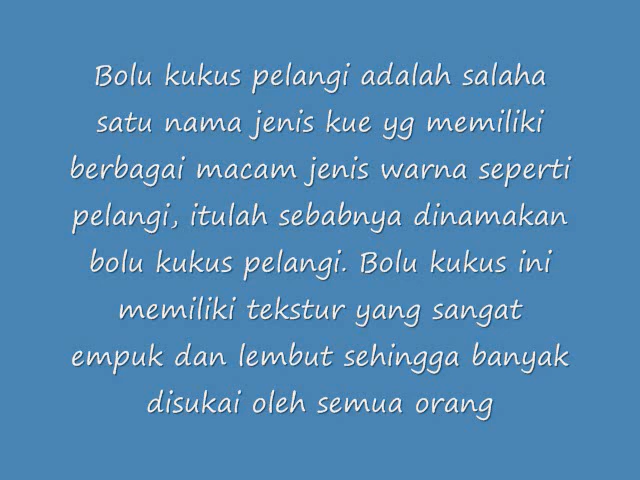 Bolu kukus pelangi adalah salaha
satu nama jenis kue yg memiliki
berbagai macam jenis warna seperti
pelangi, itulah sebabnya dinamakan
bolu kukus pelangi. Bolu kukus ini
memiliki tekstur yang sangat
empuk dan lembut sehingga banyak
disukai oleh semua orang